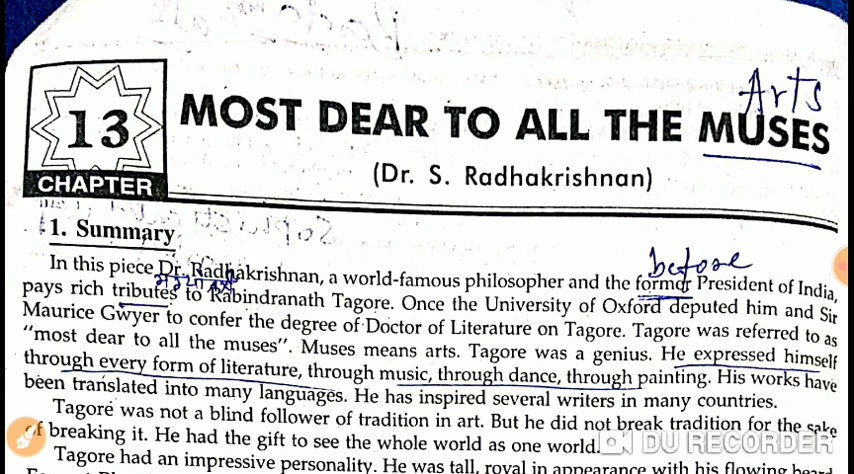 Arts
13
CHAPTER
MOST DEAR TO ALL THE MUSES
(Dr. S. Radhakrishnan)
1. Summary
before
In this piece Dr. Radhakrishnan, a world-famous philosopher and the former President of India,
pays rich tributes to Rabindranath Tagore. Once the University of Oxford deputed him and Sir
Maurice Gwyer to confer the degree of Doctor of Literature on Tagore. Tagore was referred to as
"most dear to all the muses". Muses means arts. Tagore was a genius. He expressed himself
through every form of literature, through music, through dance, through painting. His works have
been translated into many languages. He has inspired several writers in many countries.
Tagore was not a blind follower of tradition in art. But he did not break tradition for the sake
of breaking it. He had the gift to see the whole world as one world.
DU RECORDER
Tagore had an impressive personality. He was tall, royal in appearance with his flowing beard